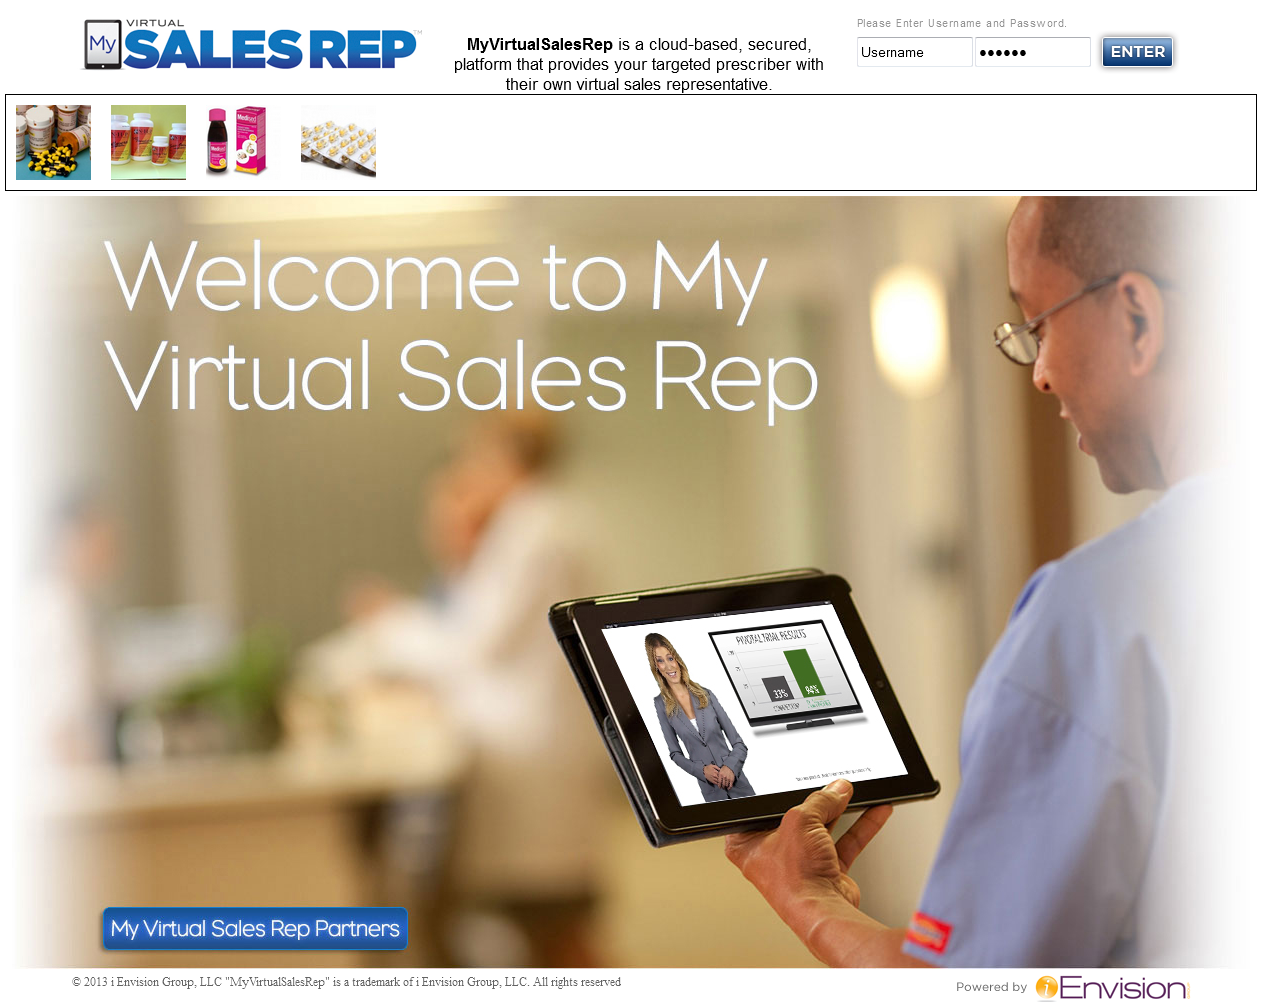 My
VIRTUAL
SALES REP™
MyVirtualSalesRep is a cloud-based, secured,
platform that provides your targeted prescriber with
their own virtual sales representative.
Please Enter Username and Password.
Username
ENTER
Welcome to My
Virtual Sales Rep
PIVOTAL TRIAL RESULTS
33%
94%
My Virtual Sales Rep Partners
© 2013 i Envision Group, LLC "MyVirtualSalesRep" is a trademark of i Envision Group, LLC. All rights reserved
Powered by
i Envision